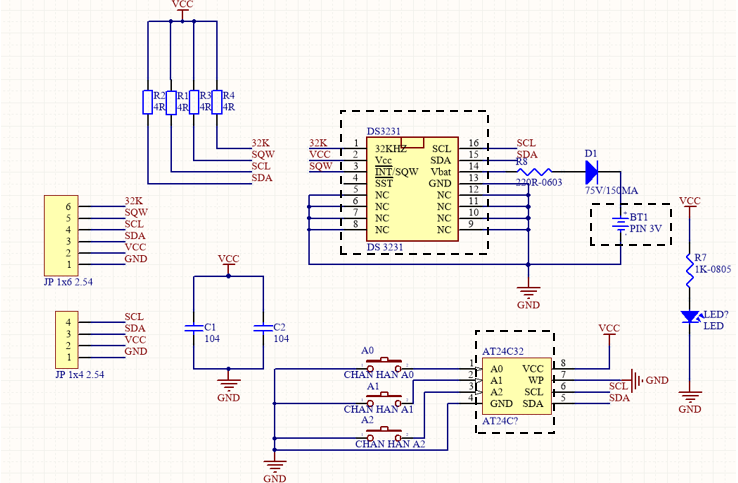 VCC
R2 R1 R3 R4
4R 4R 4R 4R
32K
SQW
SCL
SDA
DS3231
32K 1 32KHZ SCL 16 SCL
VCC 2 Vcc SDA 15 SDA
SQW 3 INT/SQW Vbat 14
4 SST GND 13
5 NC NC 12
6 NC NC 11
7 NC NC 10
8 NC NC 9
DS 3231
R8
220R-0603
D1
75V/150MA
BT1
PIN 3V
GND
VCC
R7
1K-0805
LED?
LED
GND
6 32K
5 SQW
4 SCL
3 SDA
2 VCC
1 GND
JP 1x6 2.54
4 SCL
3 SDA
2 VCC
1 GND
JP 1x4 2.54
VCC
C1
104
C2
104
GND
A0
CHAN HAN A0
A1
CHAN HAN A1
A2
CHAN HAN A2
GND
AT24C32
1 A0 VCC 8
2 A1 WP 7
3 A2 SCL 6
4 GND SDA 5
AT24C?
VCC
GND
SCL
SDA